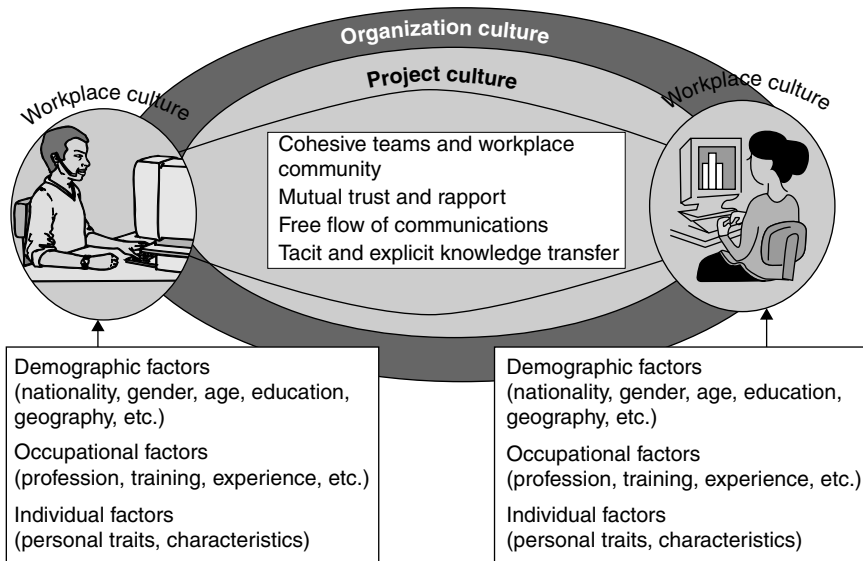 Organization culture
Project culture
Workplace culture
Workplace culture
Cohesive teams and workplace
community
Mutual trust and rapport
Free flow of communications
Tacit and explicit knowledge transfer
Demographic factors
(nationality, gender, age, education,
geography, etc.)
Occupational factors
(profession, training, experience, etc.)
Individual factors
(personal traits, characteristics)
Demographic factors
(nationality, gender, age, education,
geography, etc.)
Occupational factors
(profession, training, experience, etc.)
Individual factors
(personal traits, characteristics)